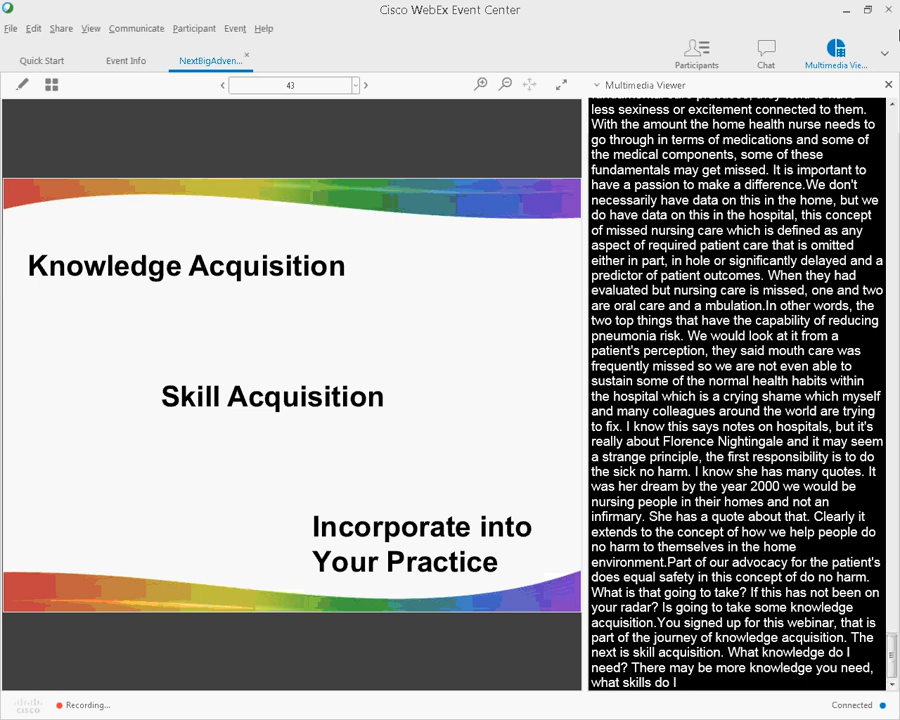 Cisco WebEx Event Center
File Edit Share View Communicate Participant Event Help
Quick Start Event Info NextBigAdven... Participants Chat Multimedia Vie...
43
Multimedia Viewer
less sexiness or excitement connected to them.
With the amount the home health nurse needs to
go through in terms of medications and some of
the medical components, some of these
fundamentals may get missed. It is important to
have a passion to make a difference.We don't
necessarily have data on this in the home, but we
do have data on this in the hospital, this concept
of missed nursing care which is defined as any
aspect of required patient care that is omitted
either in part, in hole or significantly delayed and a
predictor of patient outcomes. When they had
evaluated but nursing care is missed, one and two
are oral care and a mbulation.In other words, the
two top things that have the capability of reducing
pneumonia risk. We would look at it from a
patient's perception, they said mouth care was
frequently missed so we are not even able to
sustain some of the normal health habits within
the hospital which is a crying shame which myself
and many colleagues around the world are trying
to fix. I know this says notes on hospitals, but it's
really about Florence Nightingale and it may seem
a strange principle, the first responsibility is to do
the sick no harm. I know she has many quotes. It
was her dream by the year 2000 we would be
nursing people in their homes and not an
infirmary. She has a quote about that. Clearly it
extends to the concept of how we help people do
no harm to themselves in the home
environment.Part of our advocacy for the patient's
does equal safety in this concept of do no harm.
What is that going to take? If this has not been on
your radar? Is going to take some knowledge
acquisition.You signed up for this webinar, that is
part of the journey of knowledge acquisition. The
next is skill acquisition. What knowledge do I
need? There may be more knowledge you need,
what skills do I
Knowledge Acquisition
Skill Acquisition
Incorporate into
Your Practice
CISCO
Recording...
Connected